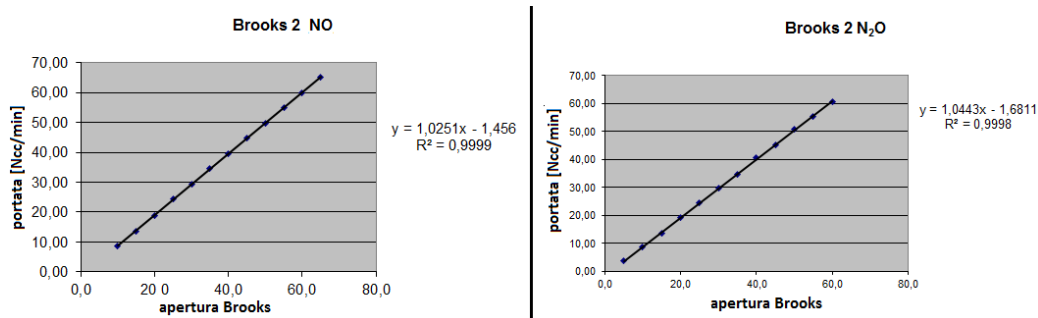 Brooks 2 NO
70,00
60,00
50,00
40,00
30,00
20,00
10,00
0,00
0,0 20 0 40,0 60,0 80,0
portata [Ncc/min]
apertura Brooks
y = 1,0251x - 1,456
R² = 0,9999
Brooks 2 N₂O
70,00
60,00
50,00
40,00
30,00
20,00
10,00
0,00
0,0 20,0 40,0 60,0 80,0
portata [Ncc/min]
apertura Brooks
y = 1,0443x - 1,6811
R² = 0,9998